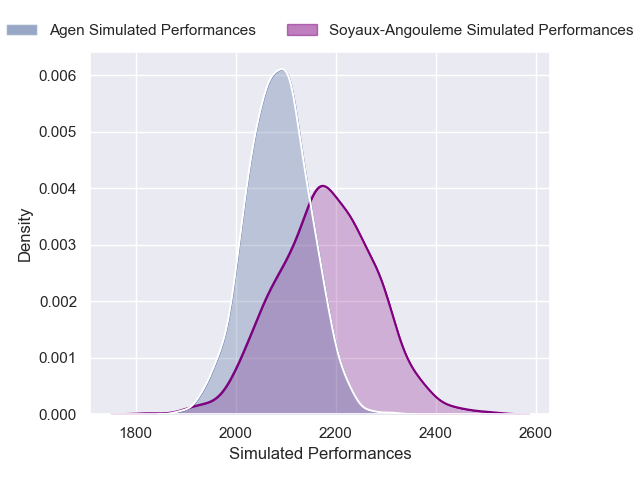 Agen Simulated Performances
Soyaux-Angouleme Simulated Performances
0.006
0.005
0.004
0.003
0.002
0.001
0.000
Density
1800 2000 2200 2400 2600
Simulated Performances